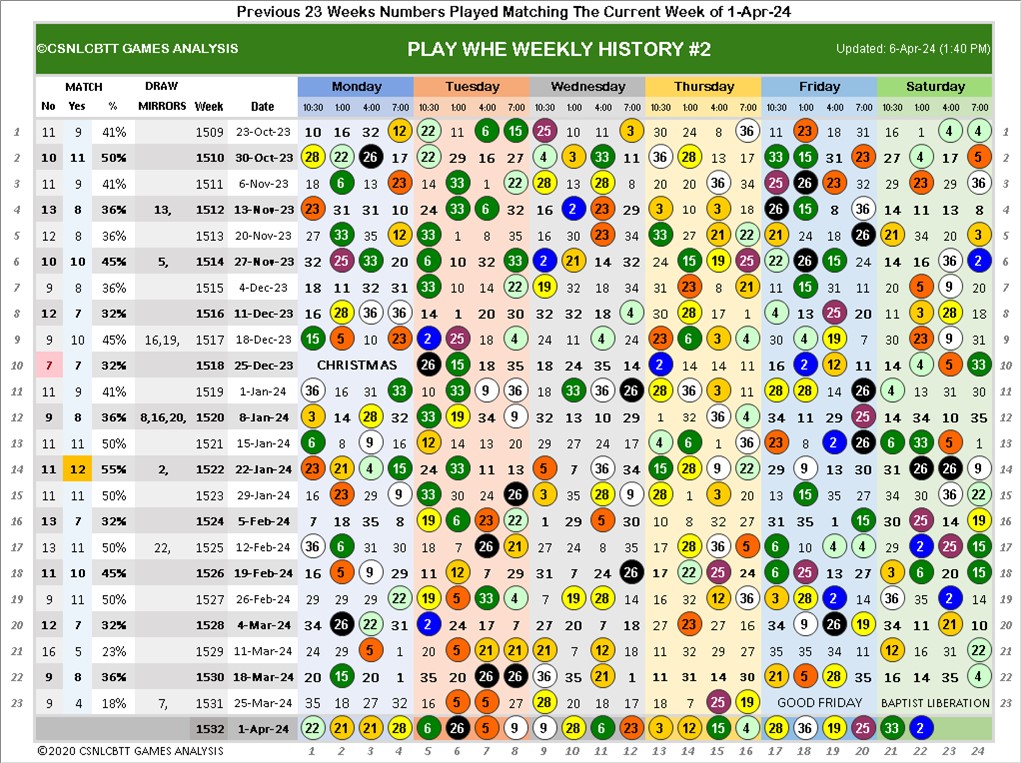 Previous 23 Weeks Numbers Played Matching The Current Week of 1-Apr-24
©CSNLCBTT GAMES ANALYSIS PLAY WHE WEEKLY HISTORY #2 Updated: 6-Apr-24 (1:40 PM)
MATCH DRAW Monday Tuesday Wednesday Thursday Friday Saturday
No Yes % MIRRORS Week Date 10:30 1:00 4:00 7:00 10:30 1:00 4:00 7:00 10:30 1:00 4:00 7:00 10:30 1:00 4:00 7:00 10:30 1:00 4:00 7:00 10:30 1:00 4:00 7:00
1 11 9 41% 1509 23-Oct-23 10 16 32 12 22 11 6 15 25 10 11 3 30 24 8 36 11 23 18 31 16 1 4 4 1
2 10 11 50% 1510 30-Oct-23 28 22 26 17 22 29 16 27 4 3 33 11 36 28 13 17 33 15 31 23 27 4 17 5 2
3 11 9 41% 1511 6-Nov-23 18 6 13 23 14 33 1 22 28 13 28 8 20 20 36 34 25 26 23 32 29 23 29 36 3
4 13 8 36% 13, 1512 13-Nov-23 23 31 31 10 24 33 6 32 16 2 23 29 3 10 3 18 26 15 8 36 14 11 13 8 4
5 12 8 36% 1513 20-Nov-23 27 33 35 12 33 1 8 35 16 30 23 34 33 27 21 22 21 24 18 26 21 34 20 3 5
6 10 10 45% 5, 1514 27-Nov-23 32 25 33 20 6 10 32 33 2 21 14 32 24 15 19 25 22 26 15 24 14 16 36 2 6
7 9 8 36% 1515 4-Dec-23 18 11 32 31 33 10 14 22 19 32 18 34 31 23 8 21 11 15 31 7 20 5 9 20 7
8 12 7 32% 1516 11-Dec-23 16 28 36 36 14 1 20 30 32 32 18 4 30 28 17 1 4 13 25 20 11 3 28 18 8
9 9 10 45% 16,19, 1517 18-Dec-23 15 5 10 23 2 25 18 4 24 11 4 24 23 6 3 4 30 4 19 7 30 23 9 31 9
10 7 7 32% 1518 25-Dec-23 CHRISTMAS 26 15 18 35 18 24 35 14 2 14 14 11 16 2 12 11 14 4 5 33 10
11 11 9 41% 1519 1-Jan-24 36 16 31 33 10 33 9 36 18 33 36 26 28 36 3 11 28 28 14 26 4 13 31 30 11
12 9 8 36% 8,16,20, 1520 8-Jan-24 3 14 28 32 33 19 34 9 32 13 10 29 1 32 36 4 34 11 29 25 14 34 10 35 12
13 11 11 50% 1521 15-Jan-24 6 8 9 16 12 14 13 20 29 27 24 17 4 6 1 36 23 8 2 26 6 33 5 1 13
14 11 12 55% 2, 1522 22-Jan-24 23 21 4 15 24 33 11 13 5 7 36 34 15 28 9 22 29 9 13 30 31 26 26 9 14
15 11 11 50% 1523 29-Jan-24 16 23 29 9 33 30 24 26 3 35 28 9 28 1 3 20 13 15 35 27 34 30 36 22 15
16 13 7 32% 1524 5-Feb-24 7 18 35 8 19 6 23 22 1 29 5 30 10 8 32 27 31 35 1 15 30 25 14 19 16
17 13 11 50% 22, 1525 12-Feb-24 36 6 31 30 18 7 26 21 27 24 8 35 17 28 36 5 6 10 4 4 29 2 25 15 17
18 11 10 45% 1526 19-Feb-24 16 5 9 29 11 12 7 29 31 7 24 26 17 22 25 24 6 25 13 27 3 6 20 15 18
19 9 11 50% 1527 26-Feb-24 29 29 29 22 19 5 33 4 7 19 28 14 16 32 12 36 3 28 2 14 36 35 2 14 19
20 12 7 32% 1528 4-Mar-24 34 26 22 31 2 24 17 7 27 20 7 18 27 23 27 16 34 9 26 19 34 11 21 10 20
21 16 5 23% 1529 11-Mar-24 24 29 5 1 20 5 21 21 21 7 12 18 17 24 31 27 35 35 34 11 12 16 31 22 21
22 9 8 36% 1530 18-Mar-24 20 15 20 1 35 20 26 26 36 35 21 1 11 31 14 30 21 5 28 35 16 14 35 4 22
23 9 4 18% 7, 1531 25-Mar-24 35 18 27 32 16 5 5 27 28 20 18 17 18 7 25 19 GOOD FRIDAY BAPTIST LIBERATION 23
1532 1-Apr-24 22 21 21 28 6 26 5 9 9 28 6 23 3 12 15 4 28 36 19 25 33 2
©2020 CSNLCBTT GAMES ANALYSIS 1 2 3 4 5 6 7 8 9 10 11 12 13 14 15 16 17 18 19 20 21 22 23 24